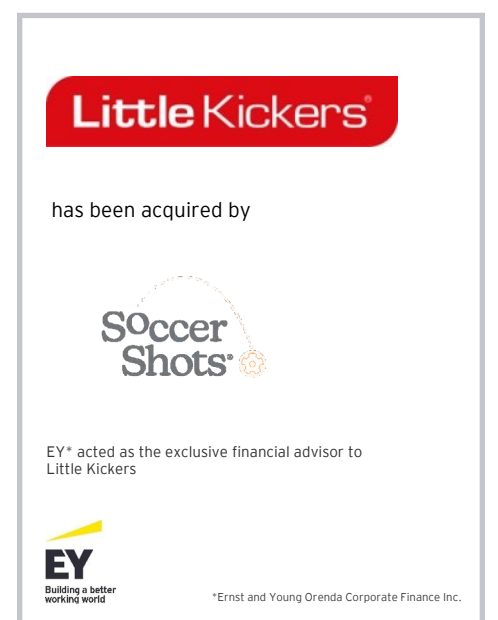 Little Kickers®
has been acquired by
Soccer
Shots®
EY* acted as the exclusive financial advisor to
Little Kickers
EY
Building a better
working world
*Ernst and Young Orenda Corporate Finance Inc.